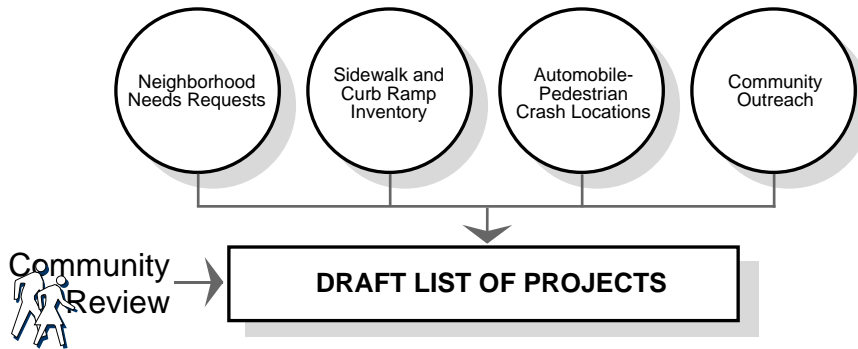 Neighborhood
Needs Requests
Sidewalk and
Curb Ramp
Inventory
Automobile-
Pedestrian
Crash Locations
Community
Outreach
Community
Review
DRAFT LIST OF PROJECTS